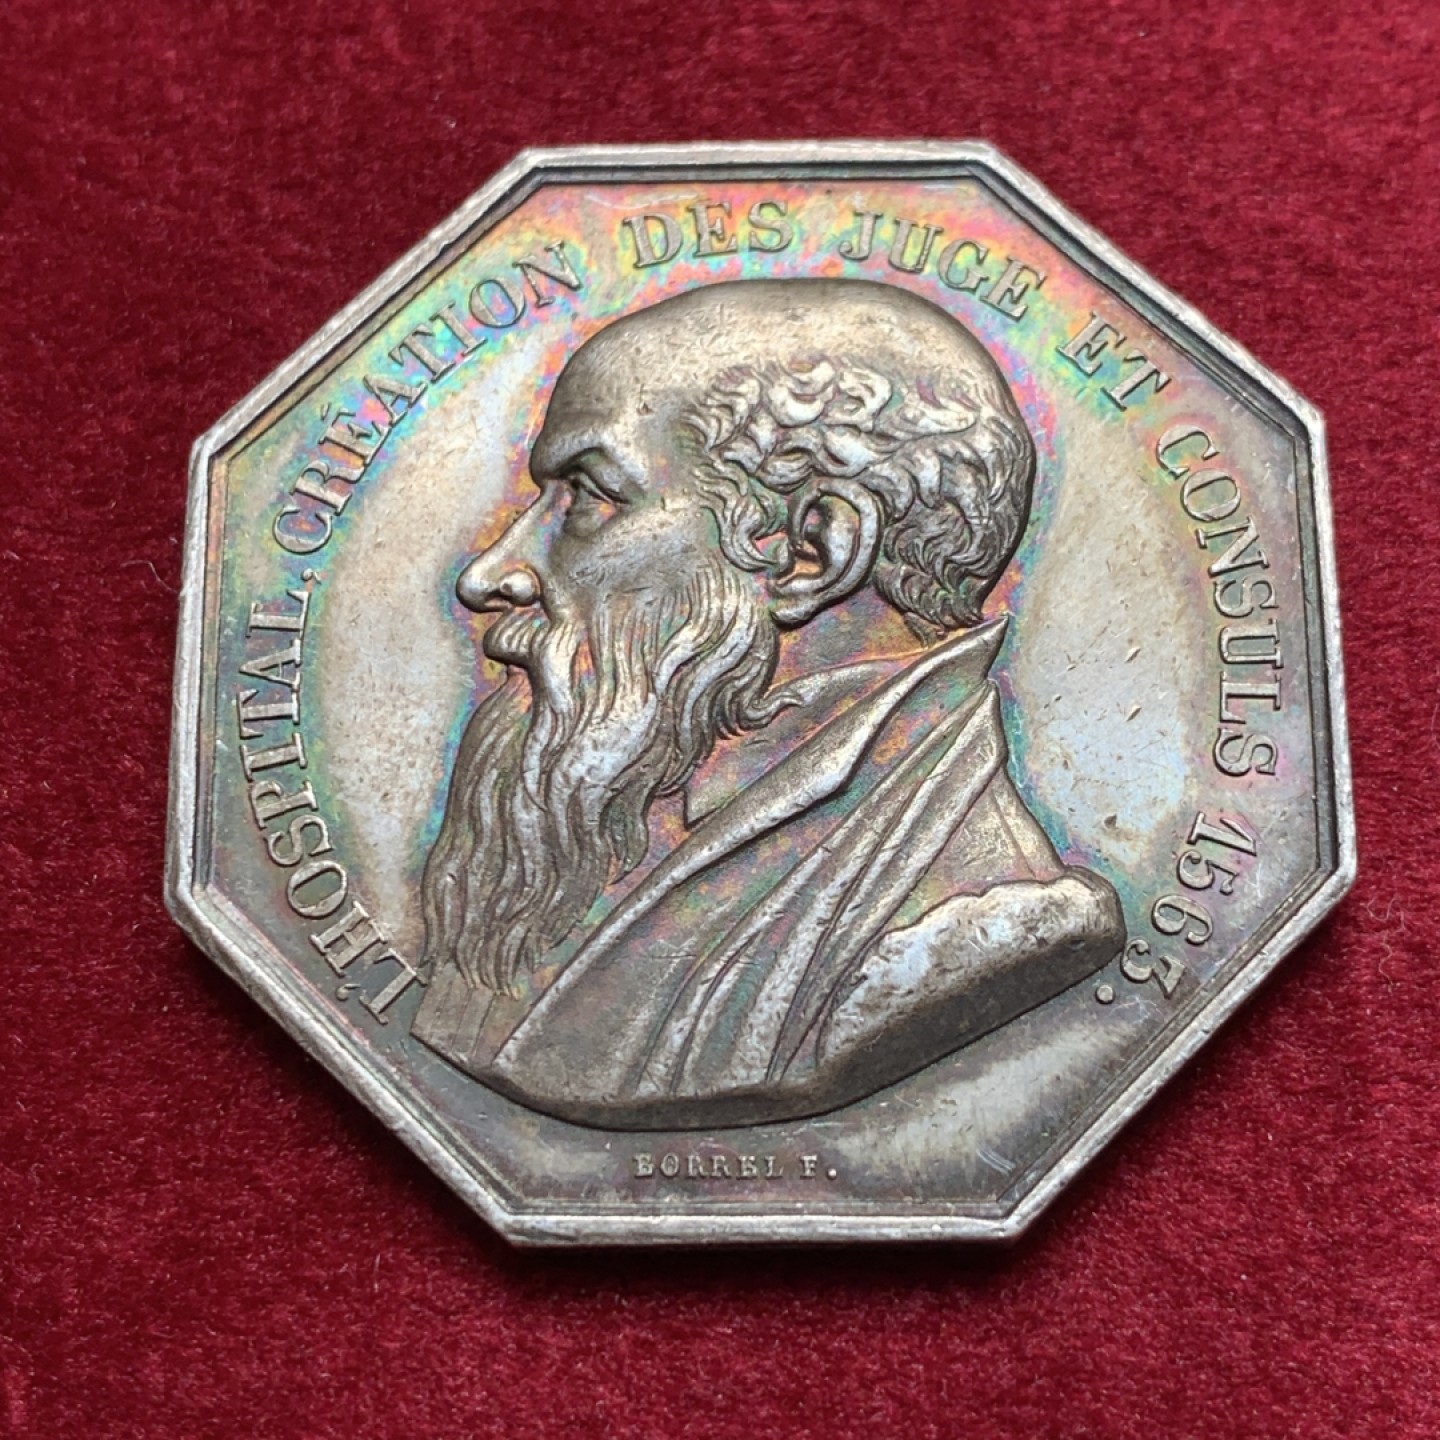 L'HOSPITAL, CRÉATION DES JUGE ET CONSULS 1563.
BORREL F.